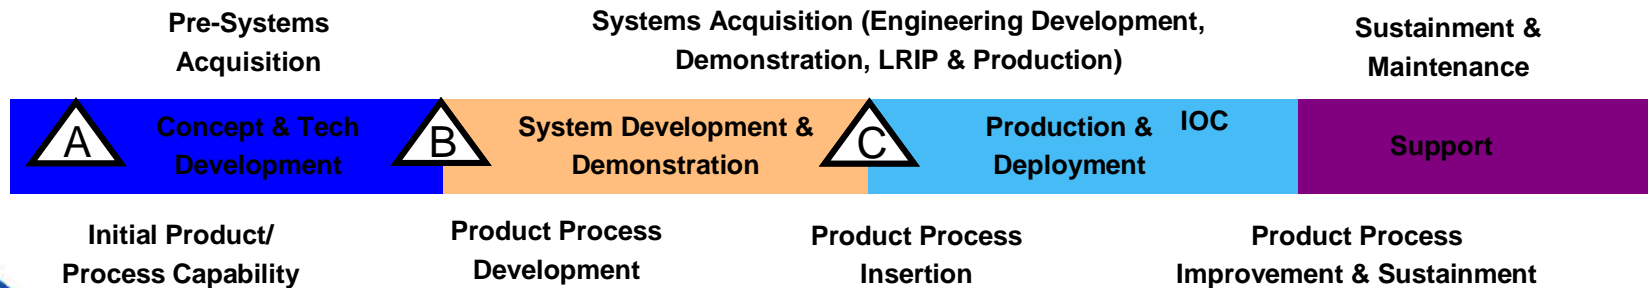 Pre-Systems
Acquisition
Systems Acquisition (Engineering Development,
Demonstration, LRIP & Production)
Sustainment &
Maintenance
A
Concept & Tech
Development
B
System Development &
Demonstration
C
Production &
Deployment
IOC
Support
Initial Product/
Process Capability
Product Process
Development
Product Process
Insertion
Product Process
Improvement & Sustainment